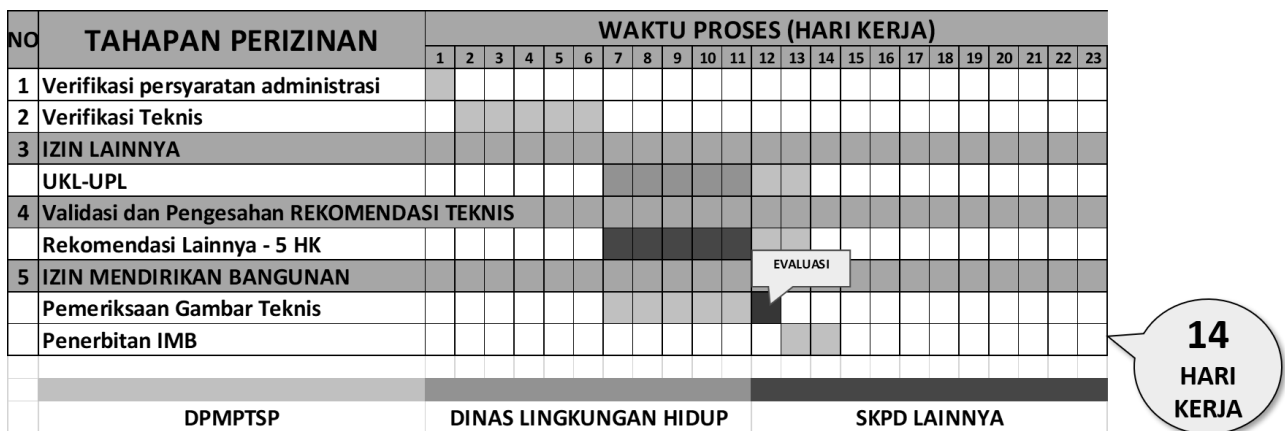 NO TAHAPAN PERIZINAN WAKTU PROSES (HARI KERJA)
1 2 3 4 5 6 7 8 9 10 11 12 13 14 15 16 17 18 19 20 21 22 23
1 Verifikasi persyaratan administrasi
2 Verifikasi Teknis
3 IZIN LAINNYA
UKL-UPL
4 Validasi dan Pengesahan REKOMENDASI TEKNIS
Rekomendasi Lainnya - 5 HK
EVALUASI
5 IZIN MENDIRIKAN BANGUNAN
Pemeriksaan Gambar Teknis
Penerbitan IMB
14
HARI
KERJA
DPMPTSP DINAS LINGKUNGAN HIDUP SKPD LAINNYA